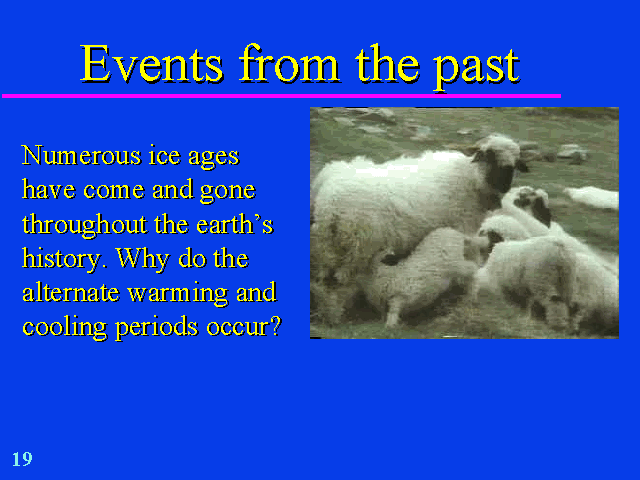 Events from the past
Numerous ice ages
have come and gone
throughout the earth's
history. Why do the
alternate warming and
cooling periods occur?
19